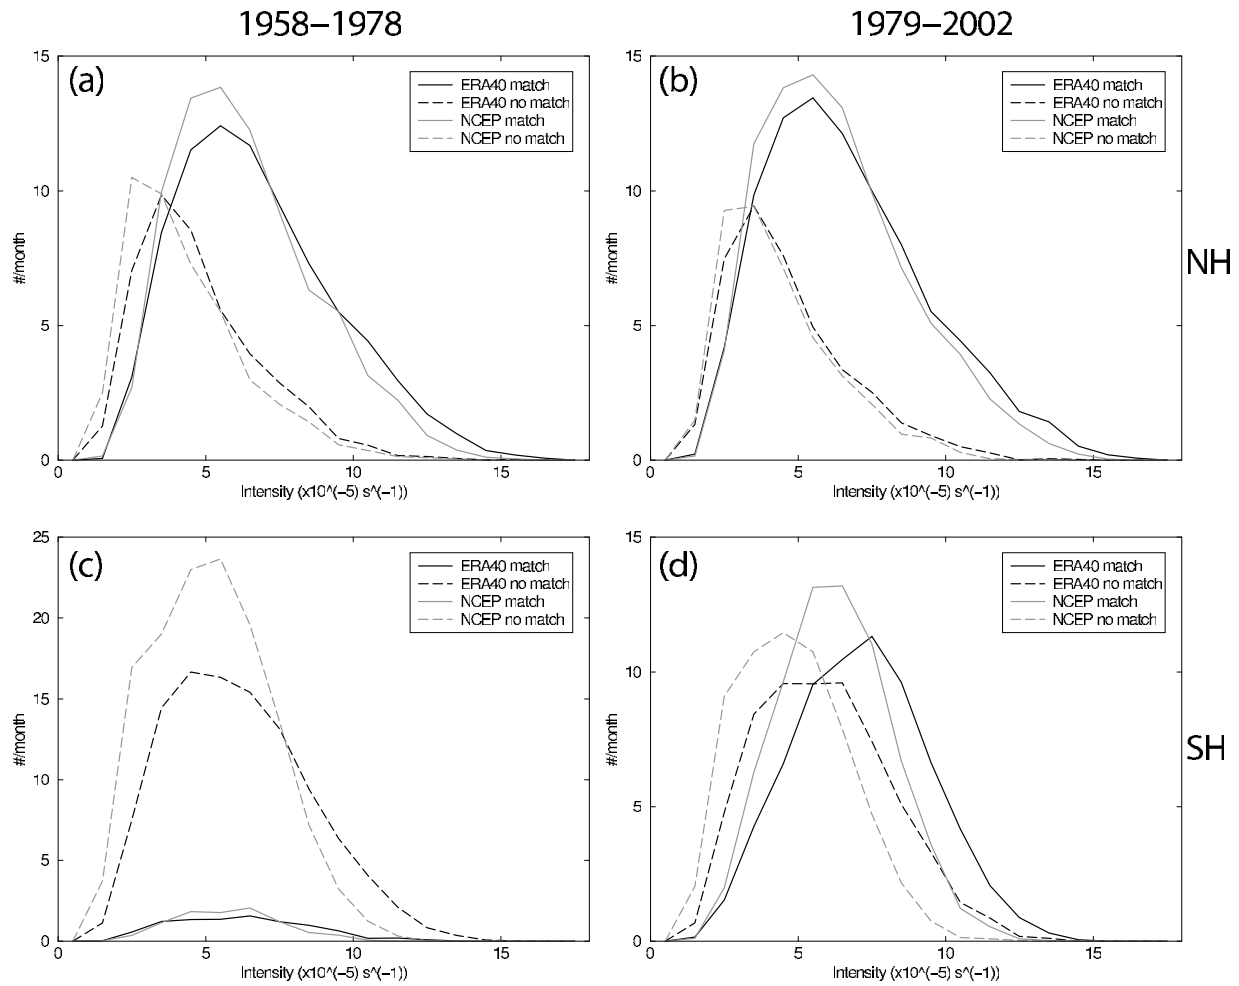 1958–1978
1979–2002
(a)
ERA40 match
ERA40 no match
NCEP match
NCEP no match
15
10
5
0
#/month
0 5 10 15
Intensity (x10^(−5) s^(−1))
(b)
ERA40 match
ERA40 no match
NCEP match
NCEP no match
15
10
5
0
#/month
0 5 10 15
Intensity (x10^(−5) s^(−1))
NH
(c)
ERA40 match
ERA40 no match
NCEP match
NCEP no match
25
20
15
10
5
0
#/month
0 5 10 15
Intensity (x10^(−5) s^(−1))
(d)
ERA40 match
ERA40 no match
NCEP match
NCEP no match
15
10
5
0
#/month
0 5 10 15
Intensity (x10^(−5) s^(−1))
SH